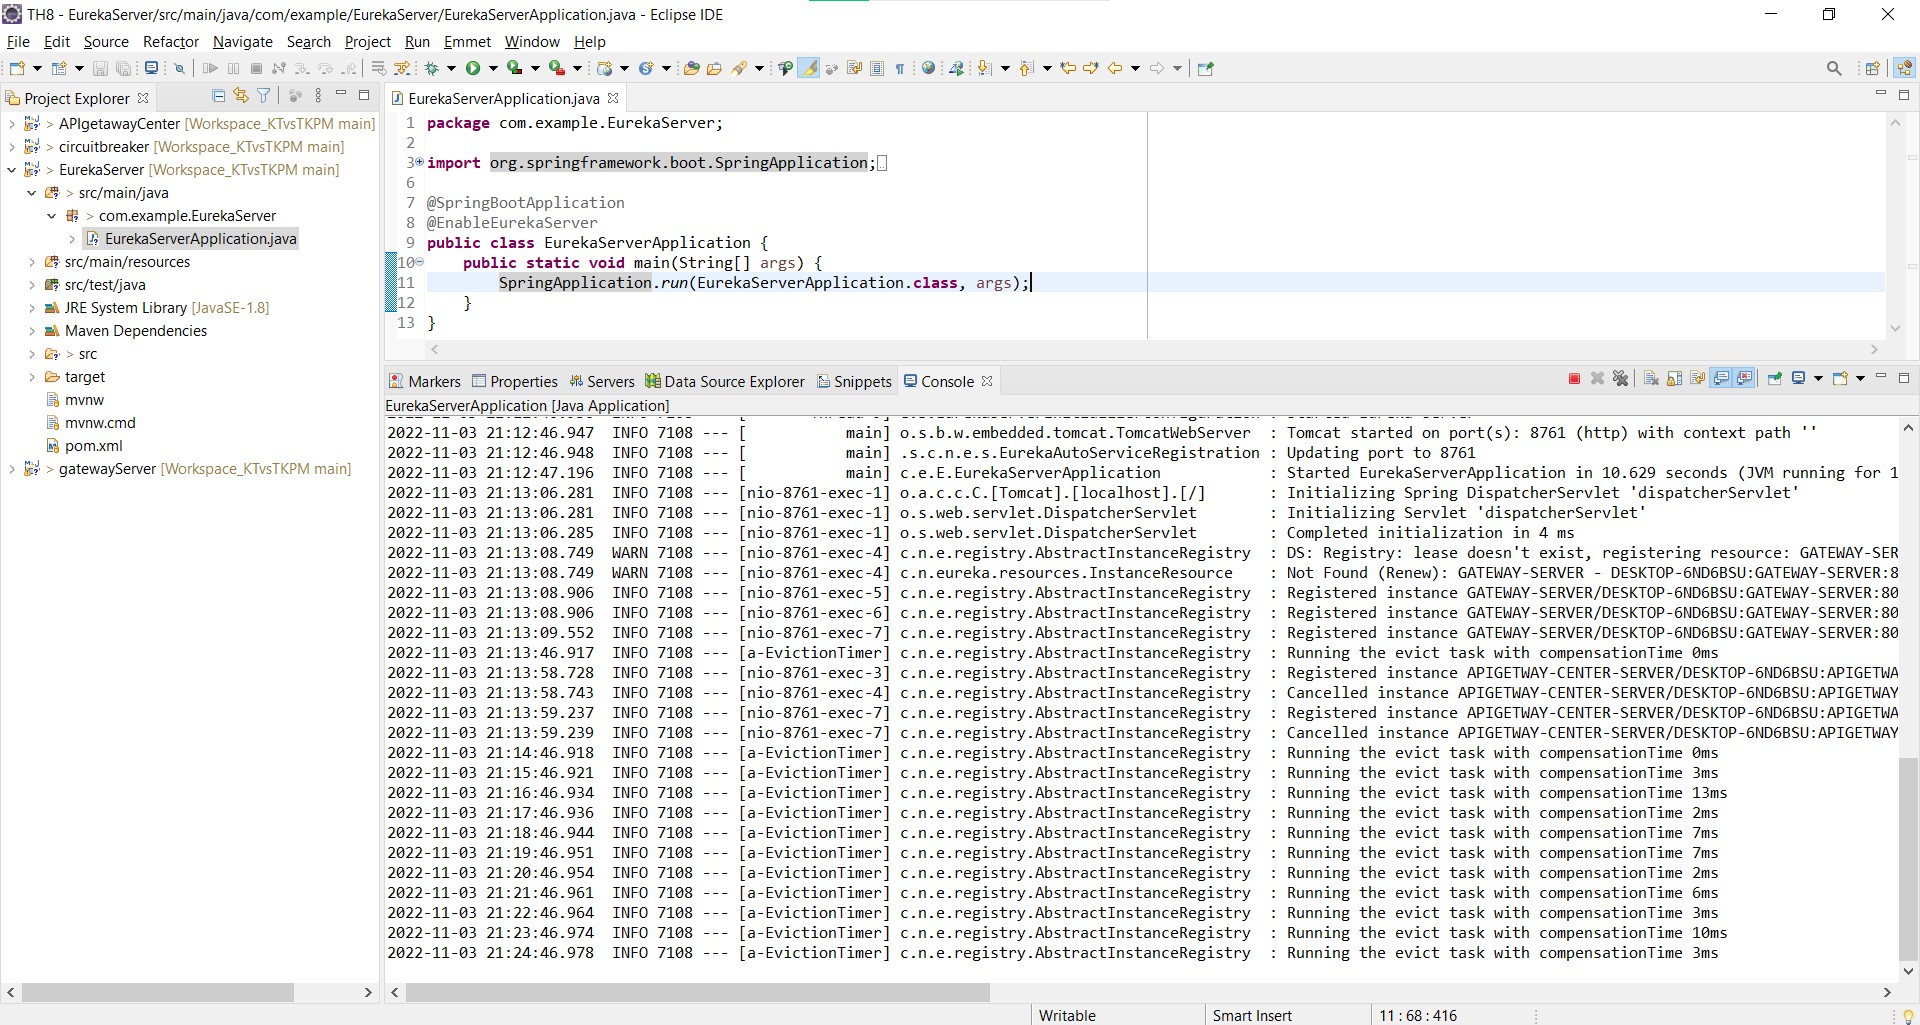 TH8 - EurekaServer/src/main/java/com/example/EurekaServer/EurekaServerApplication.java - Eclipse IDE
File Edit Source Refactor Navigate Search Project Run Emmet Window Help
Project Explorer
> APIgetawayCenter [Workspace_KTvsTKPM main]
> circuitbreaker [Workspace_KTvsTKPM main]
> EurekaServer [Workspace_KTvsTKPM main]
> src/main/java
> com.example.EurekaServer
EurekaServerApplication.java
src/main/resources
src/test/java
JRE System Library [JavaSE-1.8]
Maven Dependencies
> src
target
mvnw
mvnw.cmd
pom.xml
> gatewayServer [Workspace_KTvsTKPM main]
EurekaServerApplication.java
1 package com.example.EurekaServer;
2
3 import org.springframework.boot.SpringApplication;
6
7 @SpringBootApplication
8 @EnableEurekaServer
9 public class EurekaServerApplication {
10 public static void main(String[] args) {
11 SpringApplication.run(EurekaServerApplication.class, args);
12 }
13 }
Markers Properties Servers Data Source Explorer Snippets Console
EurekaServerApplication [Java Application]
2022-11-03 21:12:46.947 INFO 7108 --- [ main] o.s.b.w.embedded.tomcat.TomcatWebServer : Tomcat started on port(s): 8761 (http) with context path ''
2022-11-03 21:12:46.948 INFO 7108 --- [ main] .s.c.n.e.s.EurekaAutoServiceRegistration : Updating port to 8761
2022-11-03 21:12:47.196 INFO 7108 --- [ main] c.e.E.EurekaServerApplication : Started EurekaServerApplication in 10.629 seconds (JVM running for 1
2022-11-03 21:13:06.281 INFO 7108 --- [nio-8761-exec-1] o.a.c.c.C.[Tomcat].[localhost].[/] : Initializing Spring DispatcherServlet 'dispatcherServlet'
2022-11-03 21:13:06.281 INFO 7108 --- [nio-8761-exec-1] o.s.web.servlet.DispatcherServlet : Initializing Servlet 'dispatcherServlet'
2022-11-03 21:13:06.285 INFO 7108 --- [nio-8761-exec-1] o.s.web.servlet.DispatcherServlet : Completed initialization in 4 ms
2022-11-03 21:13:08.749 WARN 7108 --- [nio-8761-exec-4] c.n.e.registry.AbstractInstanceRegistry : DS: Registry: lease doesn't exist, registering resource: GATEWAY-SER
2022-11-03 21:13:08.749 WARN 7108 --- [nio-8761-exec-4] c.n.eureka.resources.InstanceResource : Not Found (Renew): GATEWAY-SERVER - DESKTOP-6ND6BSU:GATEWAY-SERVER:8
2022-11-03 21:13:08.906 INFO 7108 --- [nio-8761-exec-5] c.n.e.registry.AbstractInstanceRegistry : Registered instance GATEWAY-SERVER/DESKTOP-6ND6BSU:GATEWAY-SERVER:80
2022-11-03 21:13:08.906 INFO 7108 --- [nio-8761-exec-6] c.n.e.registry.AbstractInstanceRegistry : Registered instance GATEWAY-SERVER/DESKTOP-6ND6BSU:GATEWAY-SERVER:80
2022-11-03 21:13:09.552 INFO 7108 --- [nio-8761-exec-7] c.n.e.registry.AbstractInstanceRegistry : Registered instance GATEWAY-SERVER/DESKTOP-6ND6BSU:GATEWAY-SERVER:80
2022-11-03 21:13:46.917 INFO 7108 --- [a-EvictionTimer] c.n.e.registry.AbstractInstanceRegistry : Running the evict task with compensationTime 0ms
2022-11-03 21:13:58.728 INFO 7108 --- [nio-8761-exec-3] c.n.e.registry.AbstractInstanceRegistry : Registered instance APIGETWAY-CENTER-SERVER/DESKTOP-6ND6BSU:APIGETWA
2022-11-03 21:13:58.743 INFO 7108 --- [nio-8761-exec-4] c.n.e.registry.AbstractInstanceRegistry : Cancelled instance APIGETWAY-CENTER-SERVER/DESKTOP-6ND6BSU:APIGETWAY
2022-11-03 21:13:59.237 INFO 7108 --- [nio-8761-exec-7] c.n.e.registry.AbstractInstanceRegistry : Registered instance APIGETWAY-CENTER-SERVER/DESKTOP-6ND6BSU:APIGETWA
2022-11-03 21:13:59.239 INFO 7108 --- [nio-8761-exec-7] c.n.e.registry.AbstractInstanceRegistry : Cancelled instance APIGETWAY-CENTER-SERVER/DESKTOP-6ND6BSU:APIGETWAY
2022-11-03 21:14:46.918 INFO 7108 --- [a-EvictionTimer] c.n.e.registry.AbstractInstanceRegistry : Running the evict task with compensationTime 0ms
2022-11-03 21:15:46.921 INFO 7108 --- [a-EvictionTimer] c.n.e.registry.AbstractInstanceRegistry : Running the evict task with compensationTime 3ms
2022-11-03 21:16:46.934 INFO 7108 --- [a-EvictionTimer] c.n.e.registry.AbstractInstanceRegistry : Running the evict task with compensationTime 13ms
2022-11-03 21:17:46.936 INFO 7108 --- [a-EvictionTimer] c.n.e.registry.AbstractInstanceRegistry : Running the evict task with compensationTime 2ms
2022-11-03 21:18:46.944 INFO 7108 --- [a-EvictionTimer] c.n.e.registry.AbstractInstanceRegistry : Running the evict task with compensationTime 7ms
2022-11-03 21:19:46.951 INFO 7108 --- [a-EvictionTimer] c.n.e.registry.AbstractInstanceRegistry : Running the evict task with compensationTime 7ms
2022-11-03 21:20:46.954 INFO 7108 --- [a-EvictionTimer] c.n.e.registry.AbstractInstanceRegistry : Running the evict task with compensationTime 2ms
2022-11-03 21:21:46.961 INFO 7108 --- [a-EvictionTimer] c.n.e.registry.AbstractInstanceRegistry : Running the evict task with compensationTime 6ms
2022-11-03 21:22:46.964 INFO 7108 --- [a-EvictionTimer] c.n.e.registry.AbstractInstanceRegistry : Running the evict task with compensationTime 3ms
2022-11-03 21:23:46.974 INFO 7108 --- [a-EvictionTimer] c.n.e.registry.AbstractInstanceRegistry : Running the evict task with compensationTime 10ms
2022-11-03 21:24:46.978 INFO 7108 --- [a-EvictionTimer] c.n.e.registry.AbstractInstanceRegistry : Running the evict task with compensationTime 3ms
Writable Smart Insert 11 : 68 : 416